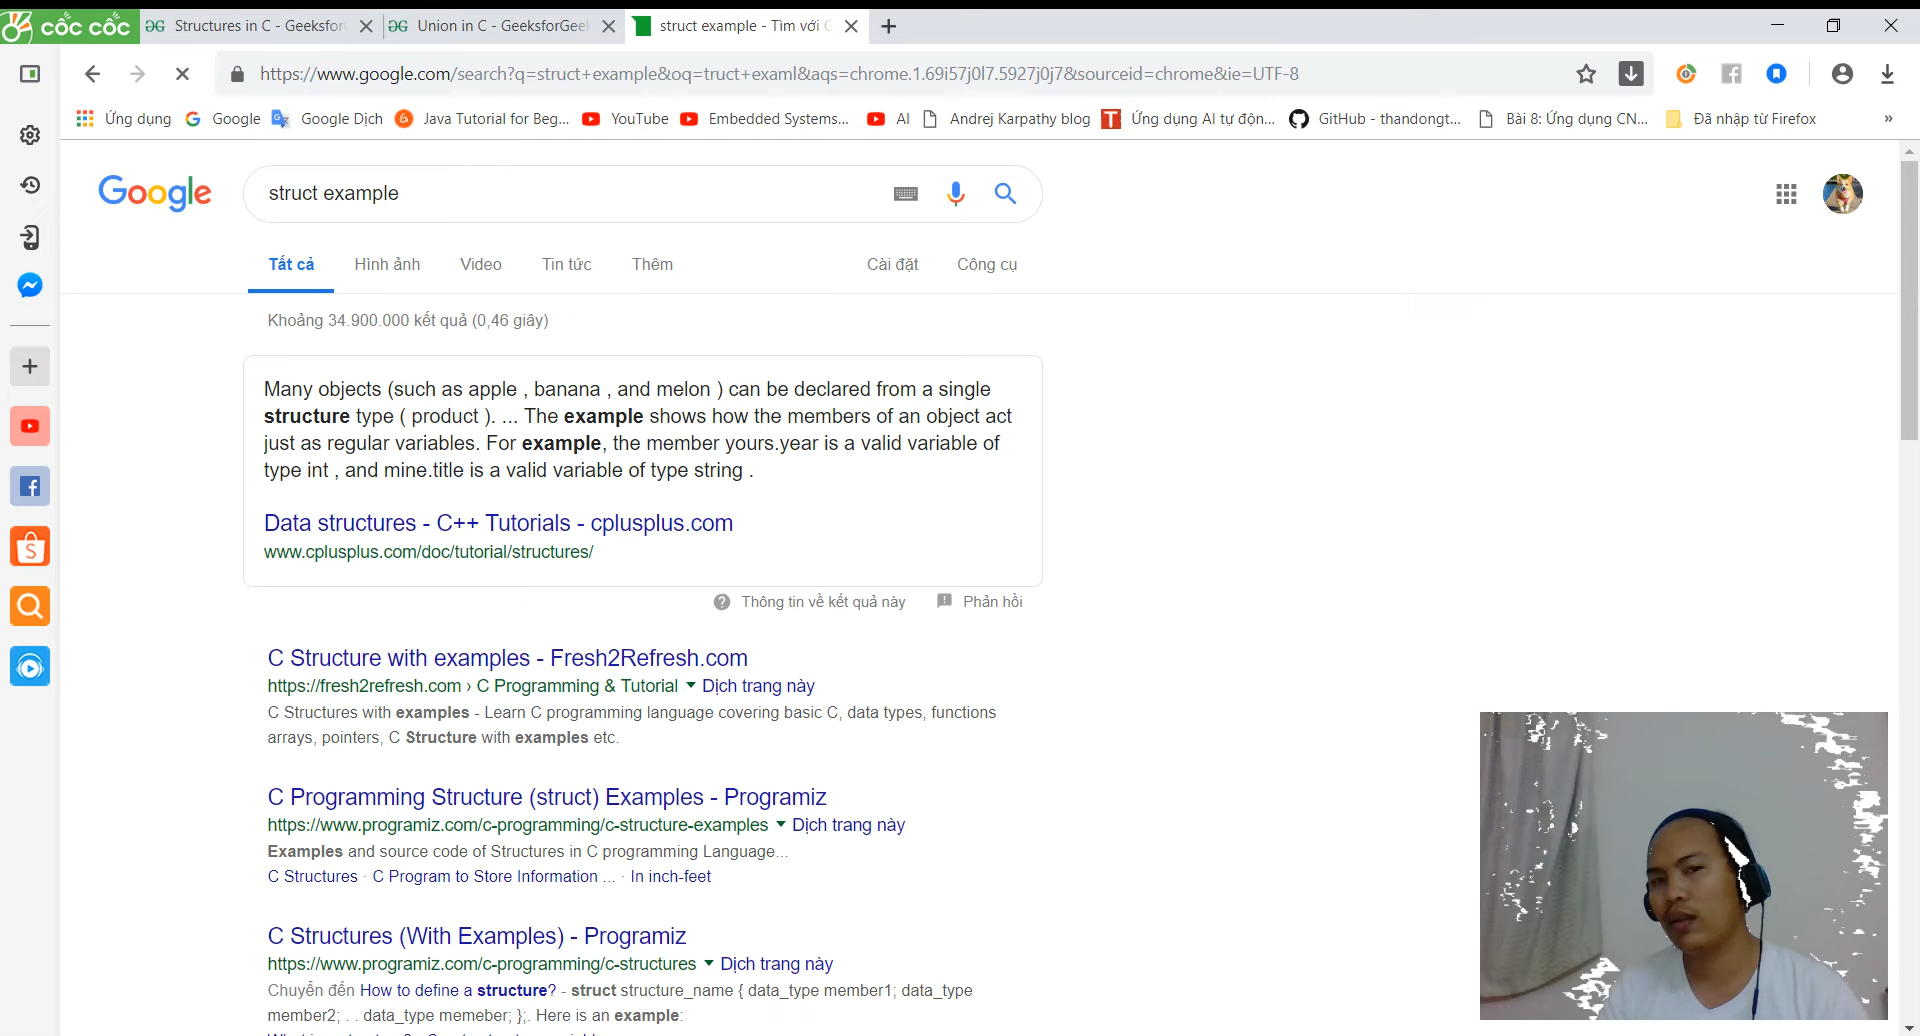 cốc cốc
Structures in C - Geeksfor
Union in C - GeeksforGee
struct example - Tìm với
https://www.google.com/search?q=struct+example&oq=truct+examl&aqs=chrome.1.69i57j0l7.5927j0j7&sourceid=chrome&ie=UTF-8
Ứng dụng
Google
Google Dịch
Java Tutorial for Beg...
YouTube
Embedded Systems...
AI
Andrej Karpathy blog
Ứng dụng AI tự độn...
GitHub - thandongt...
Bài 8: Ứng dụng CN...
Đã nhập từ Firefox
»
Google
struct example
Tất cả
Hình ảnh
Video
Tin tức
Thêm
Cài đặt
Công cụ
Khoảng 34.900.000 kết quả (0,46 giây)
Many objects (such as apple , banana , and melon ) can be declared from a single
structure type ( product ). ... The example shows how the members of an object act
just as regular variables. For example, the member yours.year is a valid variable of
type int , and mine.title is a valid variable of type string .
Data structures - C++ Tutorials - cplusplus.com
www.cplusplus.com/doc/tutorial/structures/
Thông tin về kết quả này
Phản hồi
C Structure with examples - Fresh2Refresh.com
https://fresh2refresh.com › C Programming & Tutorial
Dịch trang này
C Structures with examples - Learn C programming language covering basic C, data types, functions
arrays, pointers, C Structure with examples etc.
C Programming Structure (struct) Examples - Programiz
https://www.programiz.com/c-programming/c-structure-examples
Dịch trang này
Examples and source code of Structures in C programming Language...
C Structures · C Program to Store Information ... · In inch-feet
C Structures (With Examples) - Programiz
https://www.programiz.com/c-programming/c-structures
Dịch trang này
Chuyển đến How to define a structure? - struct structure_name { data_type member1; data_type
member2; . . data_type memeber; };. Here is an example: